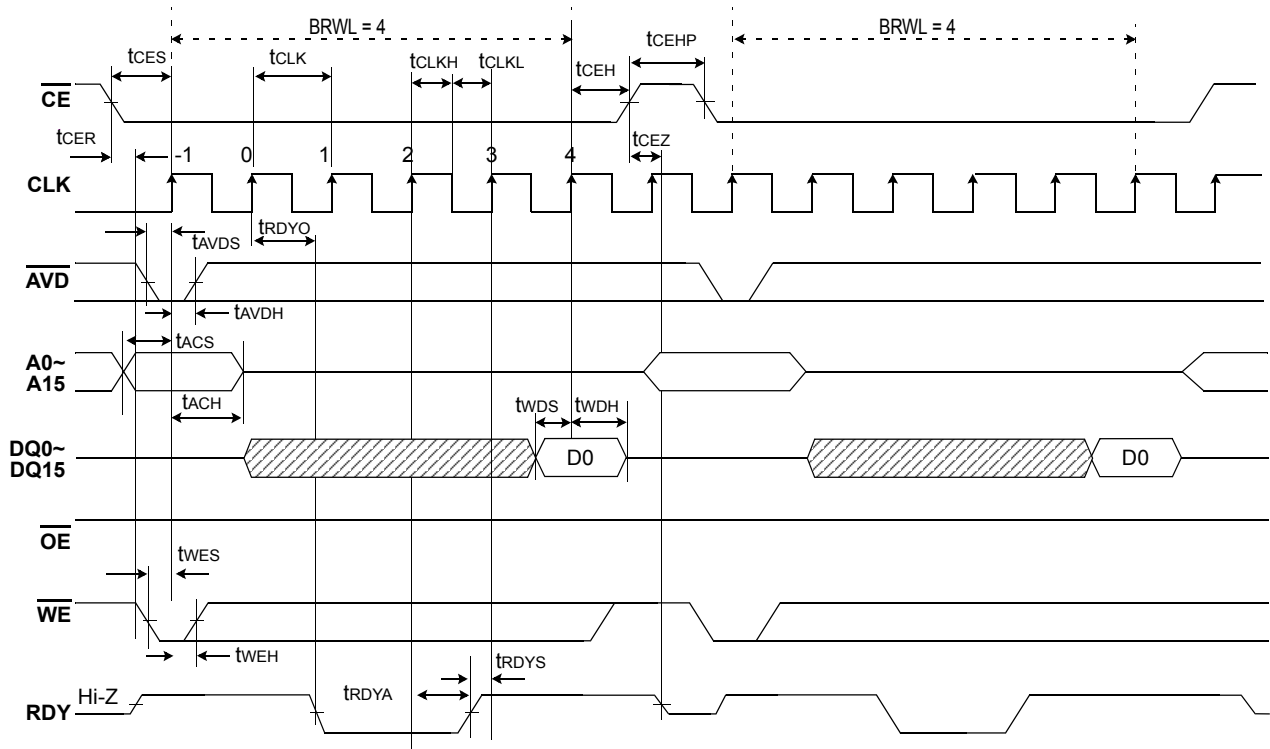 BRWL = 4 BRWL = 4
tCES tCLK tCLKH tCLKL tCEH tCEHP
CE
tCER tCEZ
-1 0 1 2 3 4
CLK
tRDYO
tAVDS
AVD
tAVDH
tACS
A0~
A15
tACH
tWDS tWDH
DQ0~
DQ15
D0 D0
OE
tWES
WE
tWEH
tRDYS
tRDYA
Hi-Z
RDY